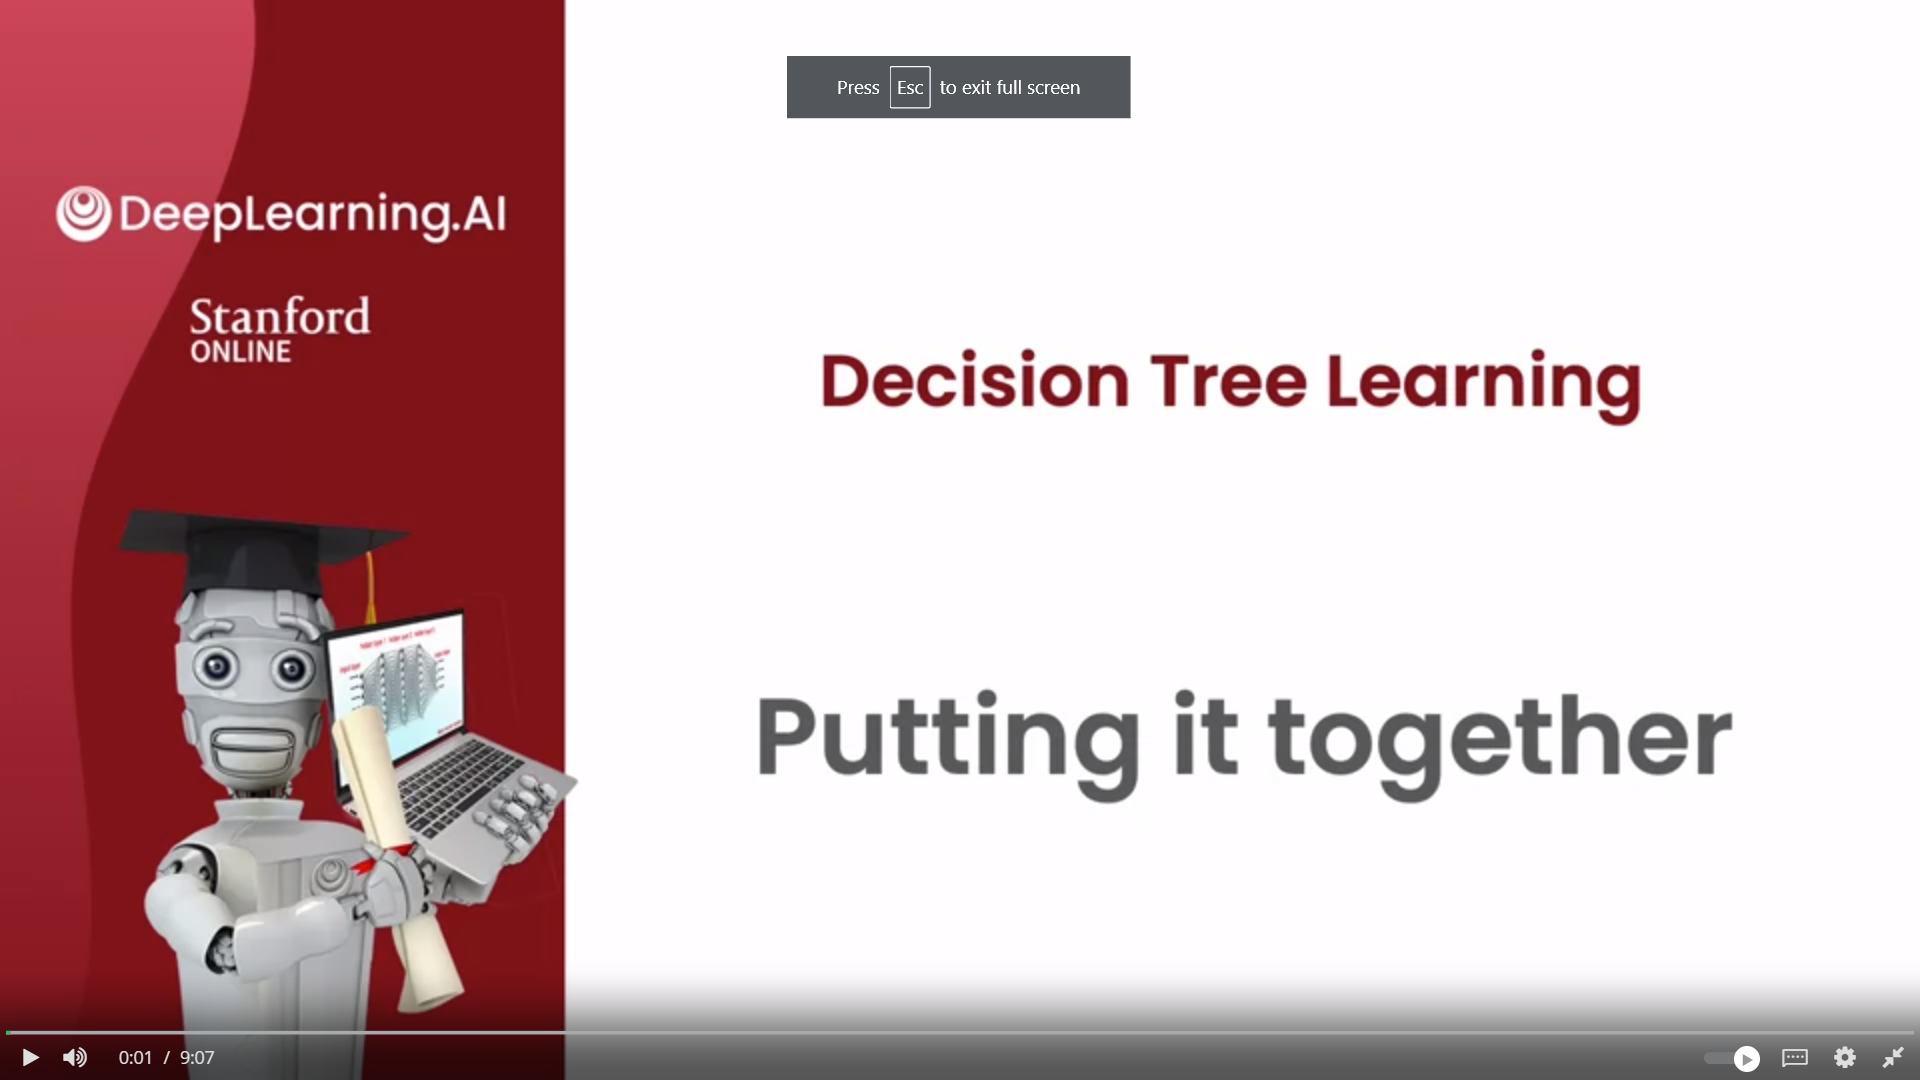 Press Esc to exit full screen
DeepLearning.AI
Stanford
ONLINE
Decision Tree Learning
Putting it together
0:01 / 9:07